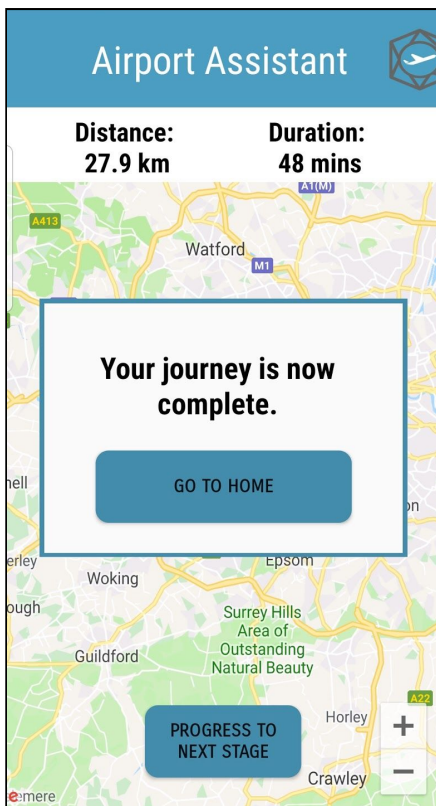 Airport Assistant
Distance:
Duration:
27.9 km
48 mins
A1(M)
A413
Watford
M1
Your journey is now
complete.
GO TO HOME
Epsom
Woking
Surrey Hills
Area of
Outstanding
Natural Beauty
Guildford
A22
PROGRESS TO
NEXT STAGE
Horley
+
Crawley
−